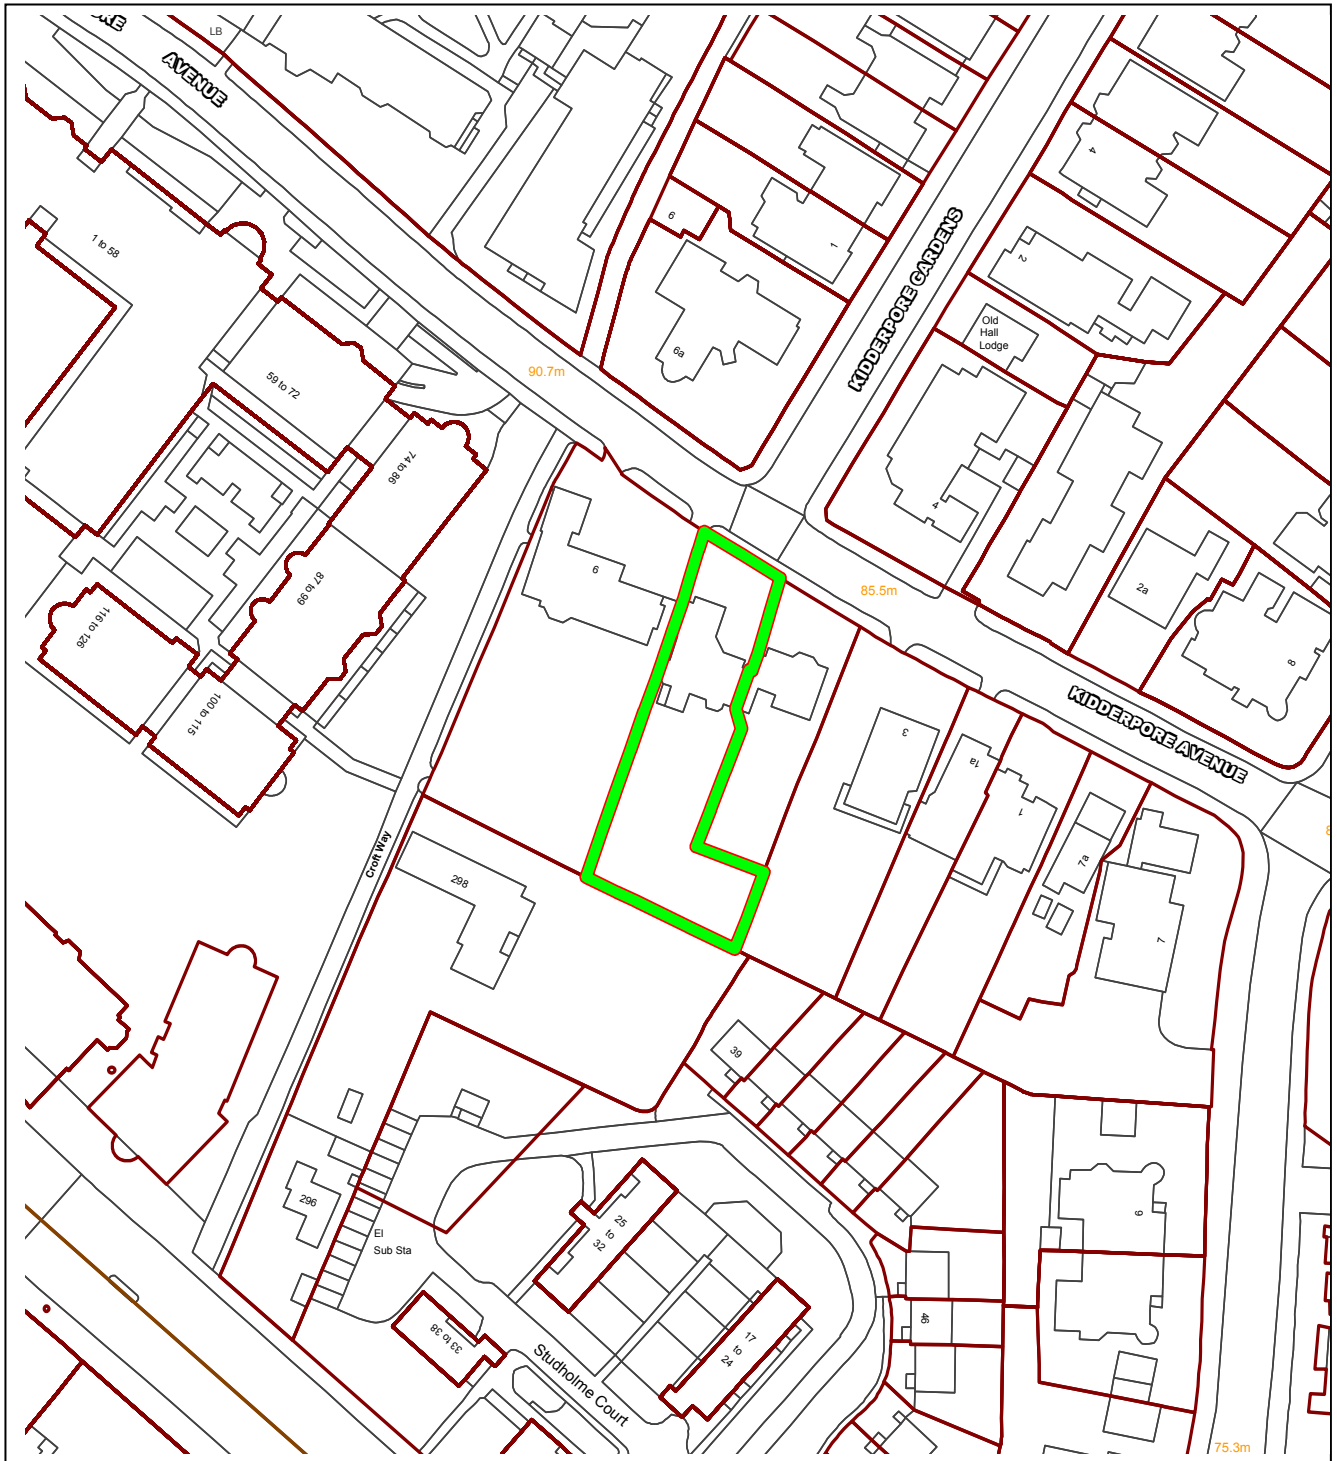 ORE
AVENUE
LB
1 to 58
59 to 72
74 to 86
87 to 99
116 to 126
100 to 115
90.7m
6
6a
1
KIDDERPORE GARDENS
4
2
Old
Hall
Lodge
4
2a
8
85.5m
6
KIDDERPORE AVENUE
3
1a
1
7a
7
8
Croft Way
298
39
296
El
Sub Sta
25
to
32
33 to 38
17
to
24
Studholme Court
46
9
75.3m